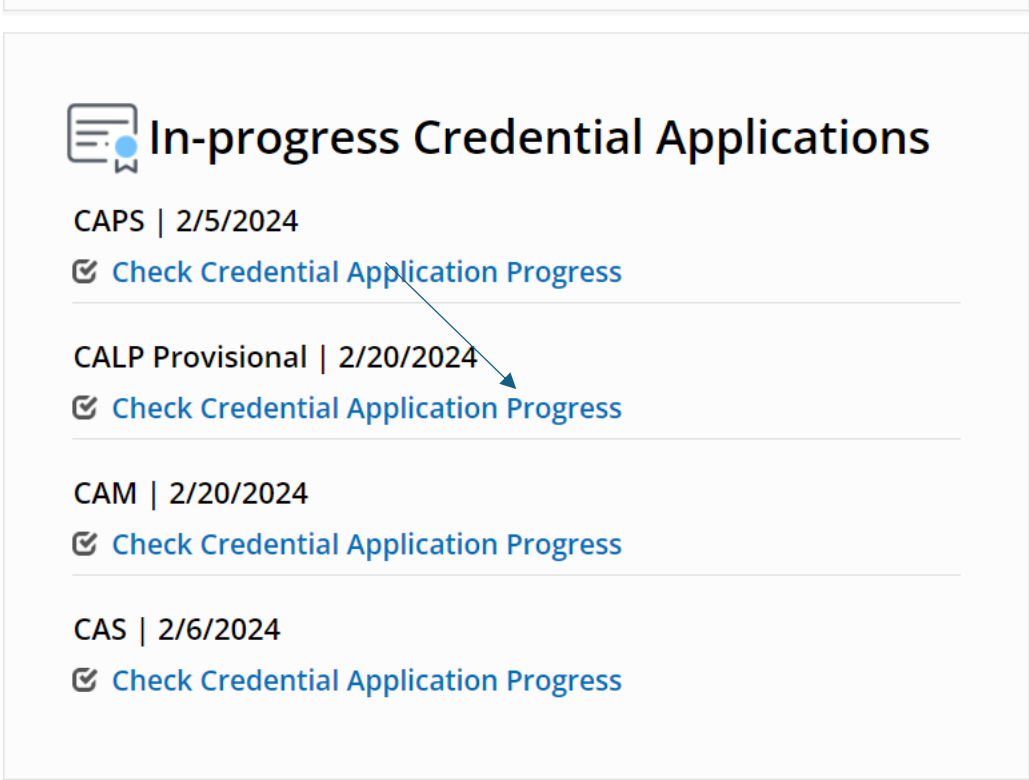 In-progress Credential Applications
CAPS | 2/5/2024
Check Credential Application Progress
CALP Provisional | 2/20/2024
Check Credential Application Progress
CAM | 2/20/2024
Check Credential Application Progress
CAS | 2/6/2024
Check Credential Application Progress